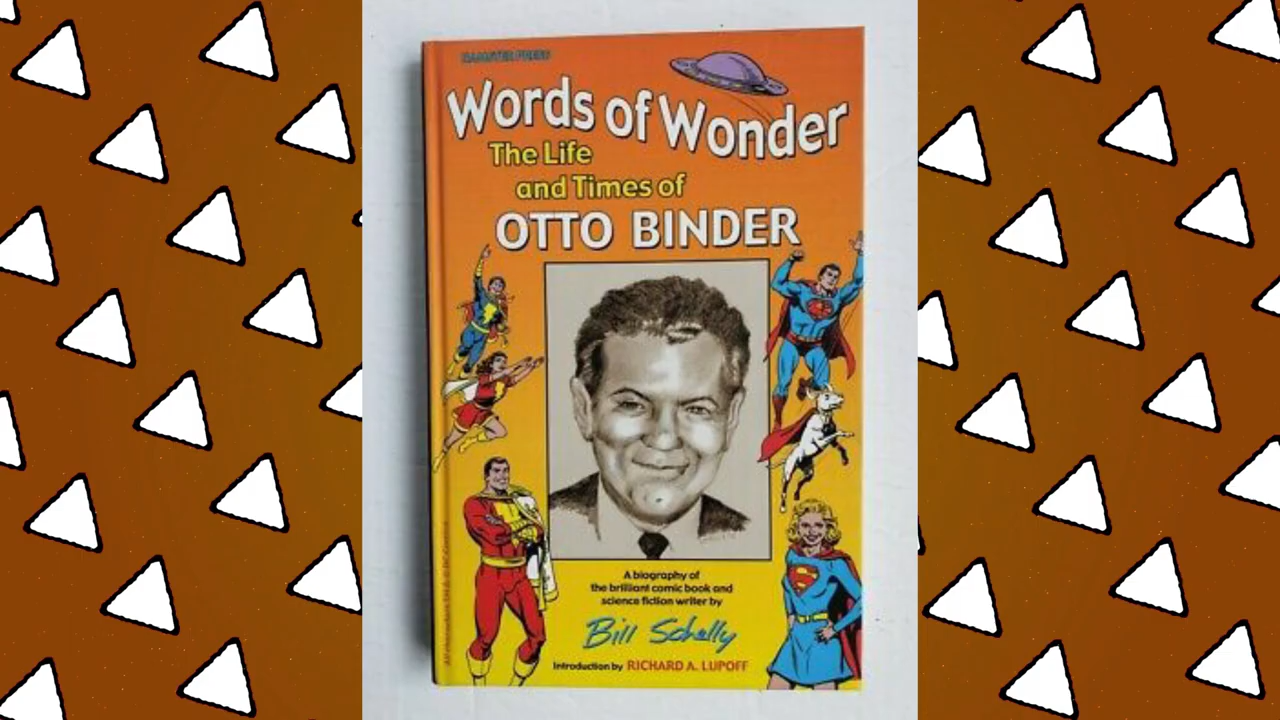 HAMSTER PRESS
Words of Wonder
The Life
and Times of
OTTO BINDER
A biography of
the brilliant comic book and
science fiction writer by
Bill Schelly
Introduction by RICHARD A. LUPOFF